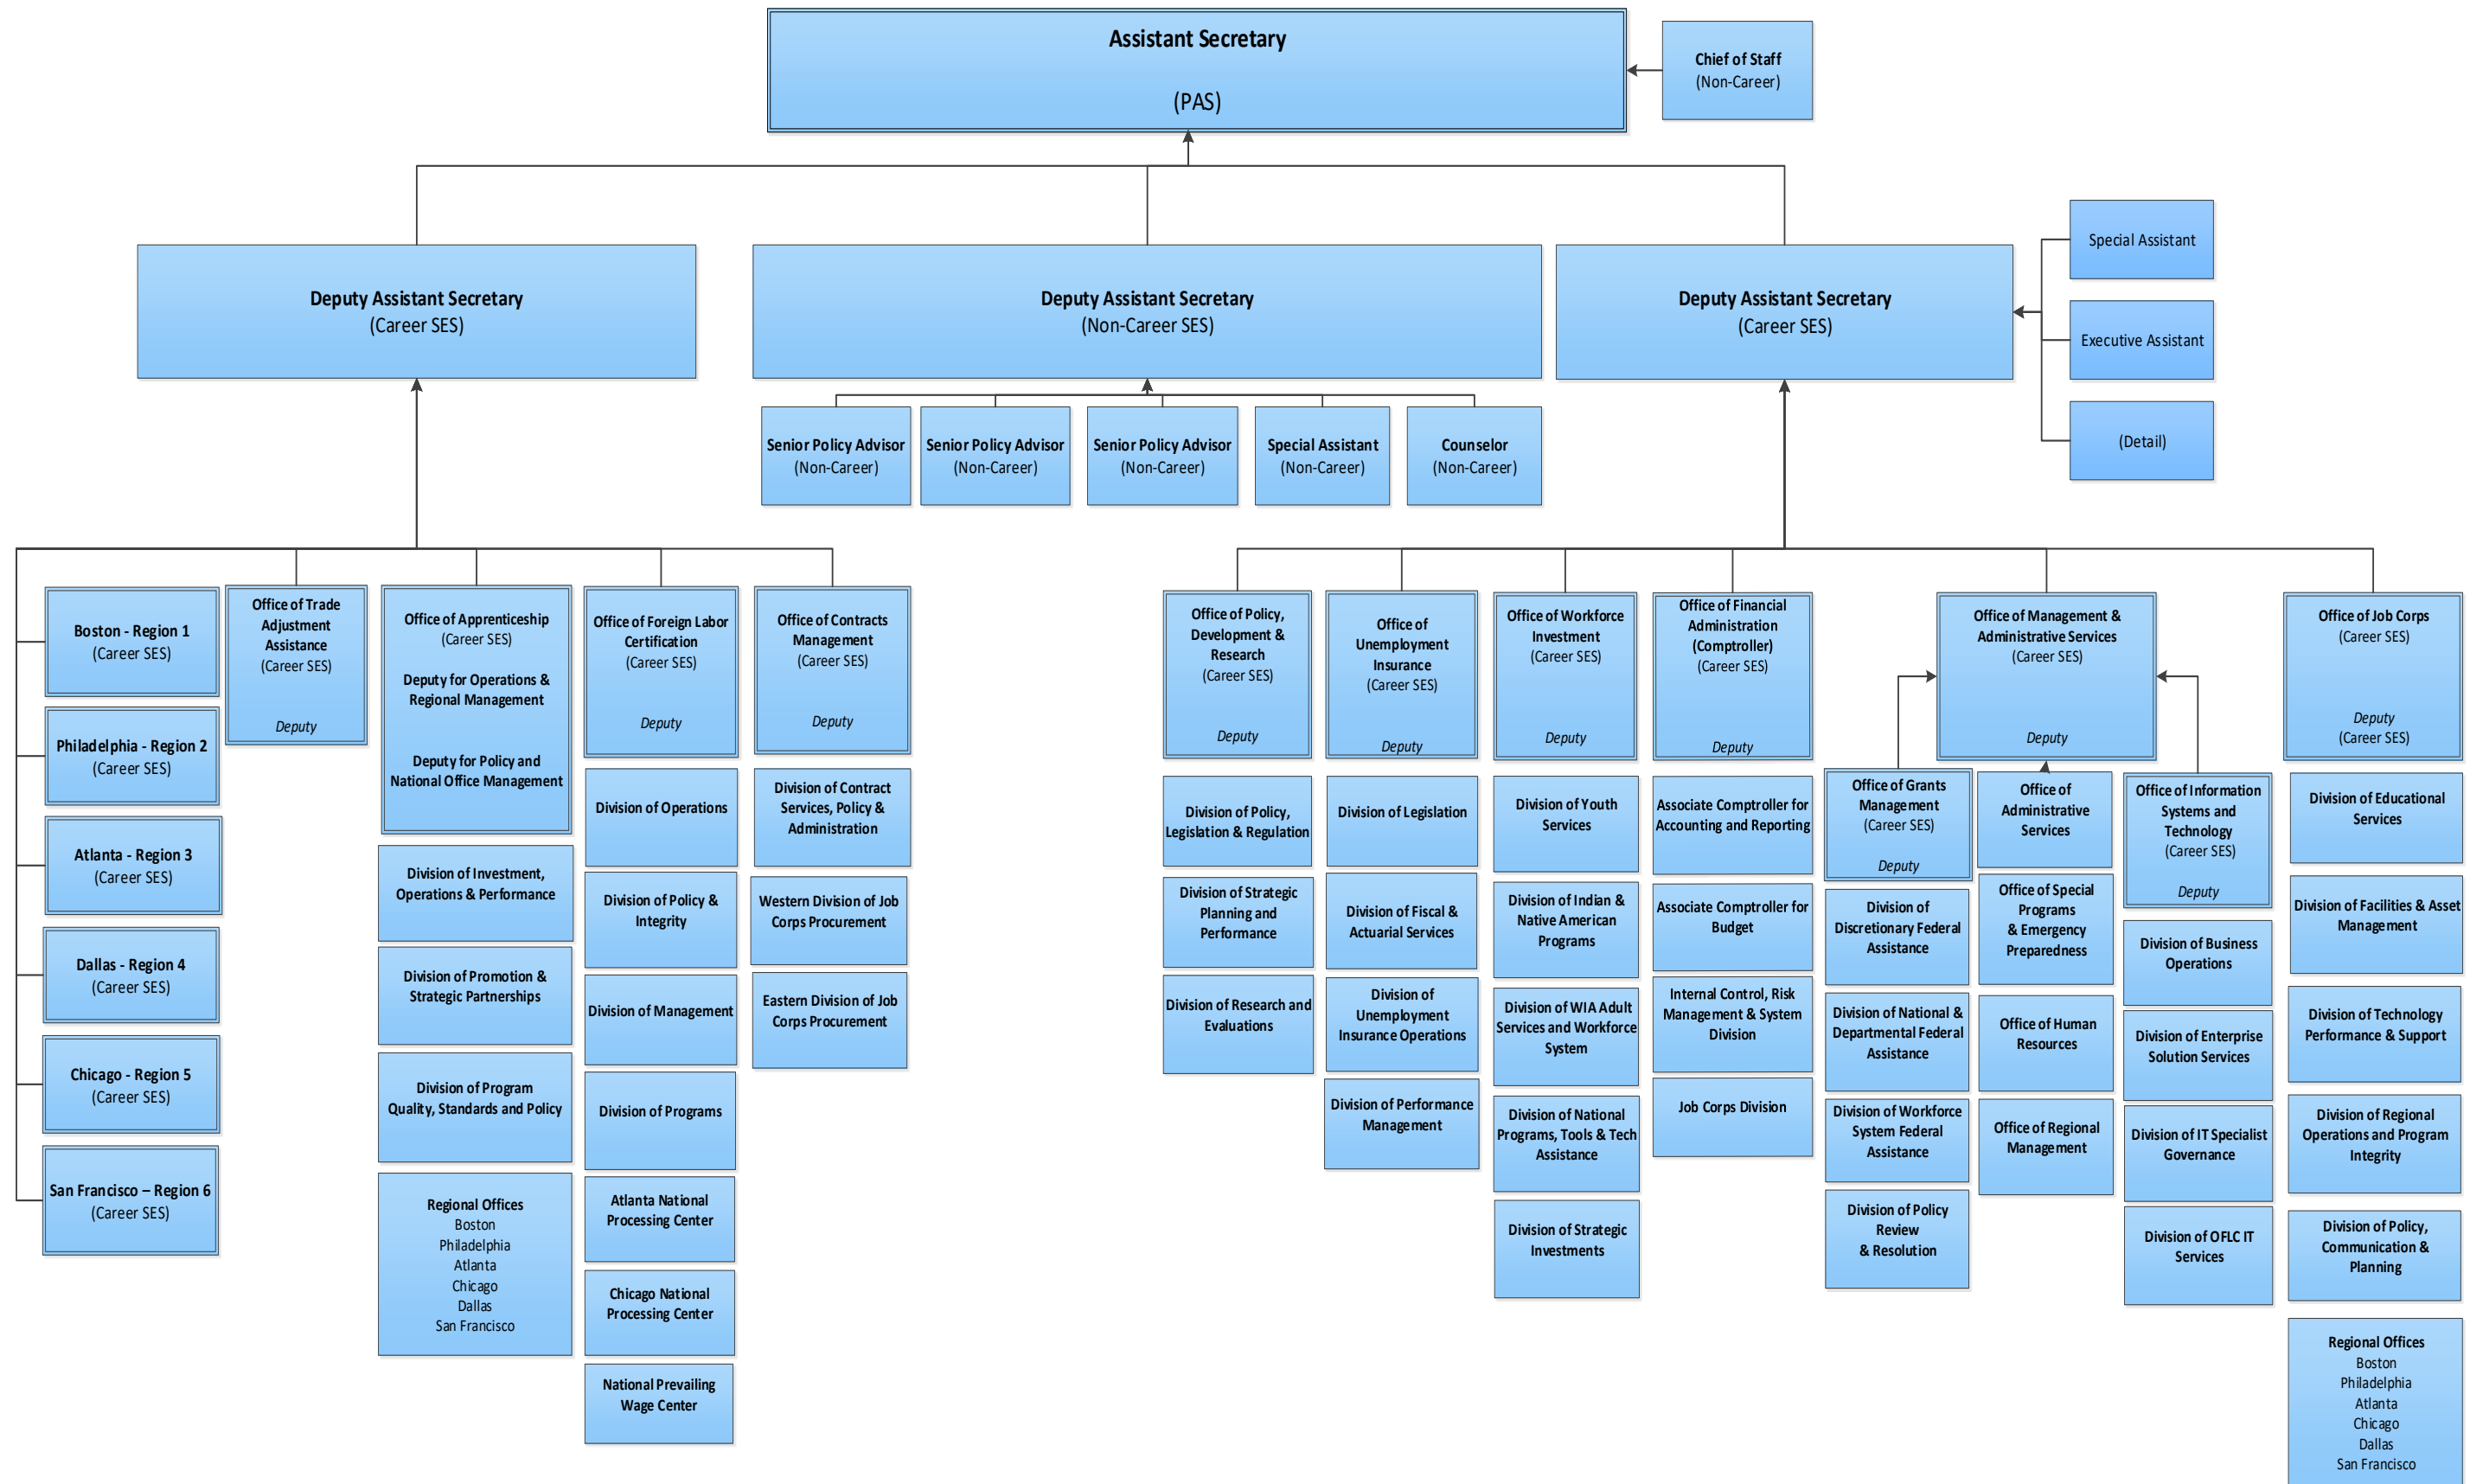 Assistant Secretary
(PAS)
Chief of Staff
(Non-Career)
Deputy Assistant Secretary
(Career SES)
Deputy Assistant Secretary
(Non-Career SES)
Deputy Assistant Secretary
(Career SES)
Special Assistant
Executive Assistant
(Detail)
Senior Policy Advisor
(Non-Career)
Senior Policy Advisor
(Non-Career)
Senior Policy Advisor
(Non-Career)
Special Assistant
(Non-Career)
Counselor
(Non-Career)
Boston - Region 1
(Career SES)
Philadelphia - Region 2
(Career SES)
Atlanta - Region 3
(Career SES)
Dallas - Region 4
(Career SES)
Chicago - Region 5
(Career SES)
San Francisco – Region 6
(Career SES)
Office of Trade
Adjustment
Assistance
(Career SES)
Deputy
Office of Apprenticeship
(Career SES)
Deputy for Operations &
Regional Management
Deputy for Policy and
National Office Management
Division of Investment,
Operations & Performance
Division of Promotion &
Strategic Partnerships
Division of Program
Quality, Standards and Policy
Regional Offices
Boston
Philadelphia
Atlanta
Chicago
Dallas
San Francisco
Office of Foreign Labor
Certification
(Career SES)
Deputy
Division of Operations
Division of Policy &
Integrity
Division of Management
Division of Programs
Atlanta National
Processing Center
Chicago National
Processing Center
National Prevailing
Wage Center
Office of Contracts
Management
(Career SES)
Deputy
Division of Contract
Services, Policy &
Administration
Western Division of Job
Corps Procurement
Eastern Division of Job
Corps Procurement
Office of Policy,
Development &
Research
(Career SES)
Deputy
Division of Policy,
Legislation & Regulation
Division of Strategic
Planning and
Performance
Division of Research and
Evaluations
Office of
Unemployment
Insurance
(Career SES)
Deputy
Division of Legislation
Division of Fiscal &
Actuarial Services
Division of
Unemployment
Insurance Operations
Division of Performance
Management
Office of Workforce
Investment
(Career SES)
Deputy
Division of Youth
Services
Division of Indian &
Native American
Programs
Division of WIA Adult
Services and Workforce
System
Division of National
Programs, Tools & Tech
Assistance
Division of Strategic
Investments
Office of Financial
Administration
(Comptroller)
(Career SES)
Deputy
Associate Comptroller for
Accounting and Reporting
Associate Comptroller for
Budget
Internal Control, Risk
Management & System
Division
Job Corps Division
Office of Management &
Administrative Services
(Career SES)
Deputy
Office of Grants
Management
(Career SES)
Deputy
Division of
Discretionary Federal
Assistance
Division of National &
Departmental Federal
Assistance
Division of Workforce
System Federal
Assistance
Division of Policy
Review
& Resolution
Office of
Administrative
Services
Office of Special
Programs
& Emergency
Preparedness
Office of Human
Resources
Office of Regional
Management
Office of Information
Systems and
Technology
(Career SES)
Deputy
Division of Business
Operations
Division of Enterprise
Solution Services
Division of IT Specialist
Governance
Division of OFLC IT
Services
Office of Job Corps
(Career SES)
Deputy
(Career SES)
Division of Educational
Services
Division of Facilities & Asset
Management
Division of Technology
Performance & Support
Division of Regional
Operations and Program
Integrity
Division of Policy,
Communication &
Planning
Regional Offices
Boston
Philadelphia
Atlanta
Chicago
Dallas
San Francisco